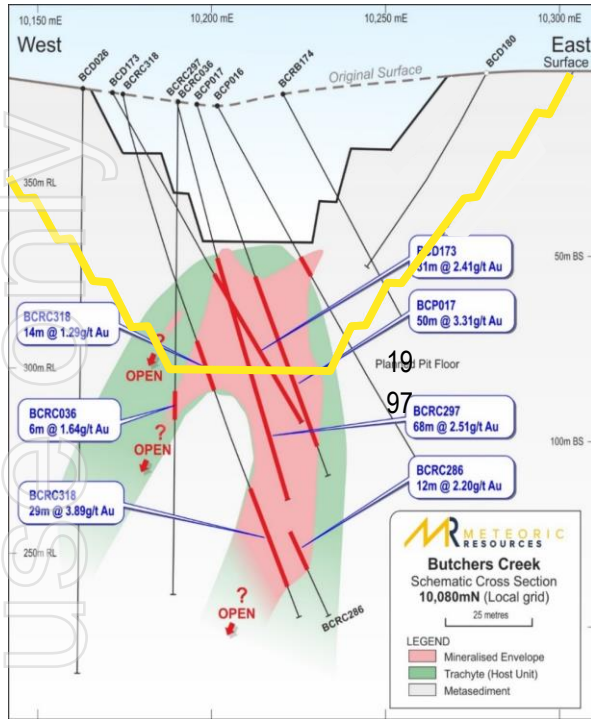 10,150 mE
10,200 mE
10,250 mE
10,300 mE
West
East
Surface
BCD026
BCD173
BCRC318
BCRC297
BCRC036
BCP017
BCP016
BCRB174
BCD180
Original Surface
350m RL
50m BS
BCD173
31m @ 2.41g/t Au
BCRC318
14m @ 1.29g/t Au
BCP017
50m @ 3.31g/t Au
?
OPEN
300m RL
19
Planned Pit Floor
97
BCRC036
6m @ 1.64g/t Au
?
OPEN
BCRC297
68m @ 2.51g/t Au
100m BS
BCRC286
12m @ 2.20g/t Au
BCRC318
29m @ 3.89g/t Au
250m RL
?
OPEN
BCRC286
METEORIC
RESOURCES
Butchers Creek
Schematic Cross Section
10,080mN (Local grid)
25 metres
LEGEND
Mineralised Envelope
Trachyte (Host Unit)
Metasediment
use only